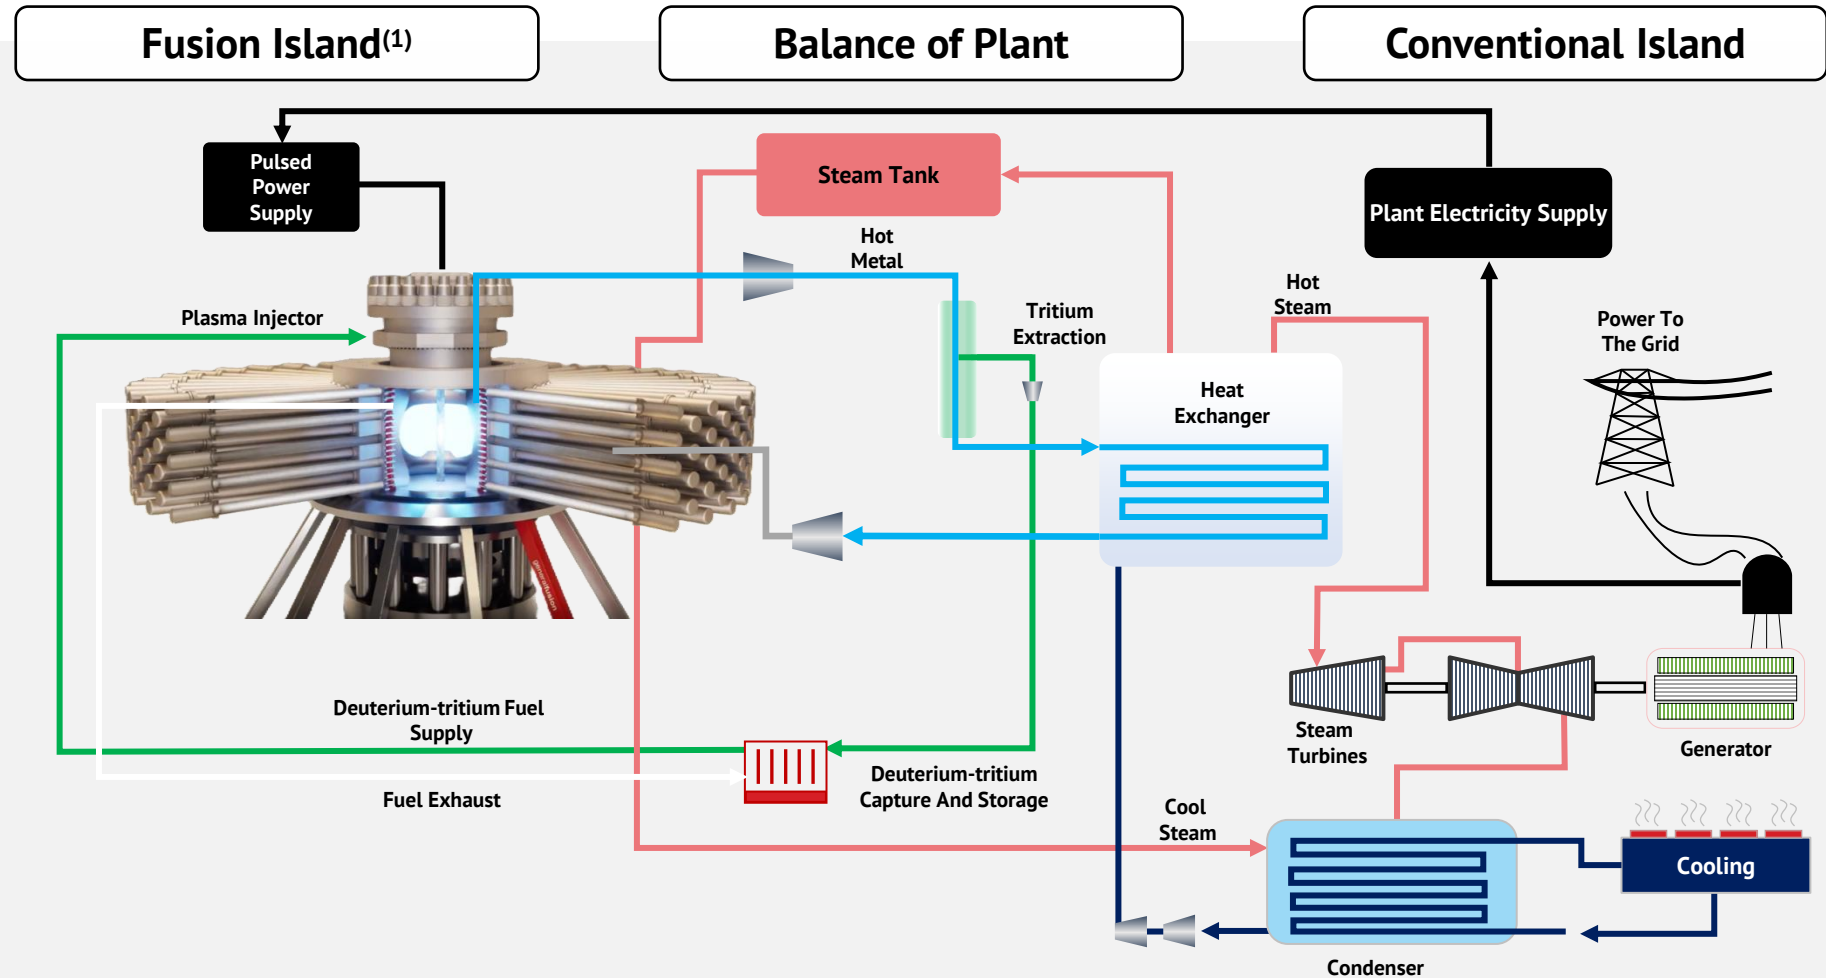 Fusion Island(1)
Balance of Plant
Conventional Island
Pulsed
Power
Supply
Steam Tank
Plant Electricity Supply
Hot
Metal
Hot
Steam
Plasma Injector
Tritium
Extraction
Power To
The Grid
Heat
Exchanger
generalfusion
Deuterium-tritium Fuel
Supply
Steam
Turbines
Generator
Fuel Exhaust
Deuterium-tritium
Capture And Storage
Cool
Steam
Cooling
Condenser